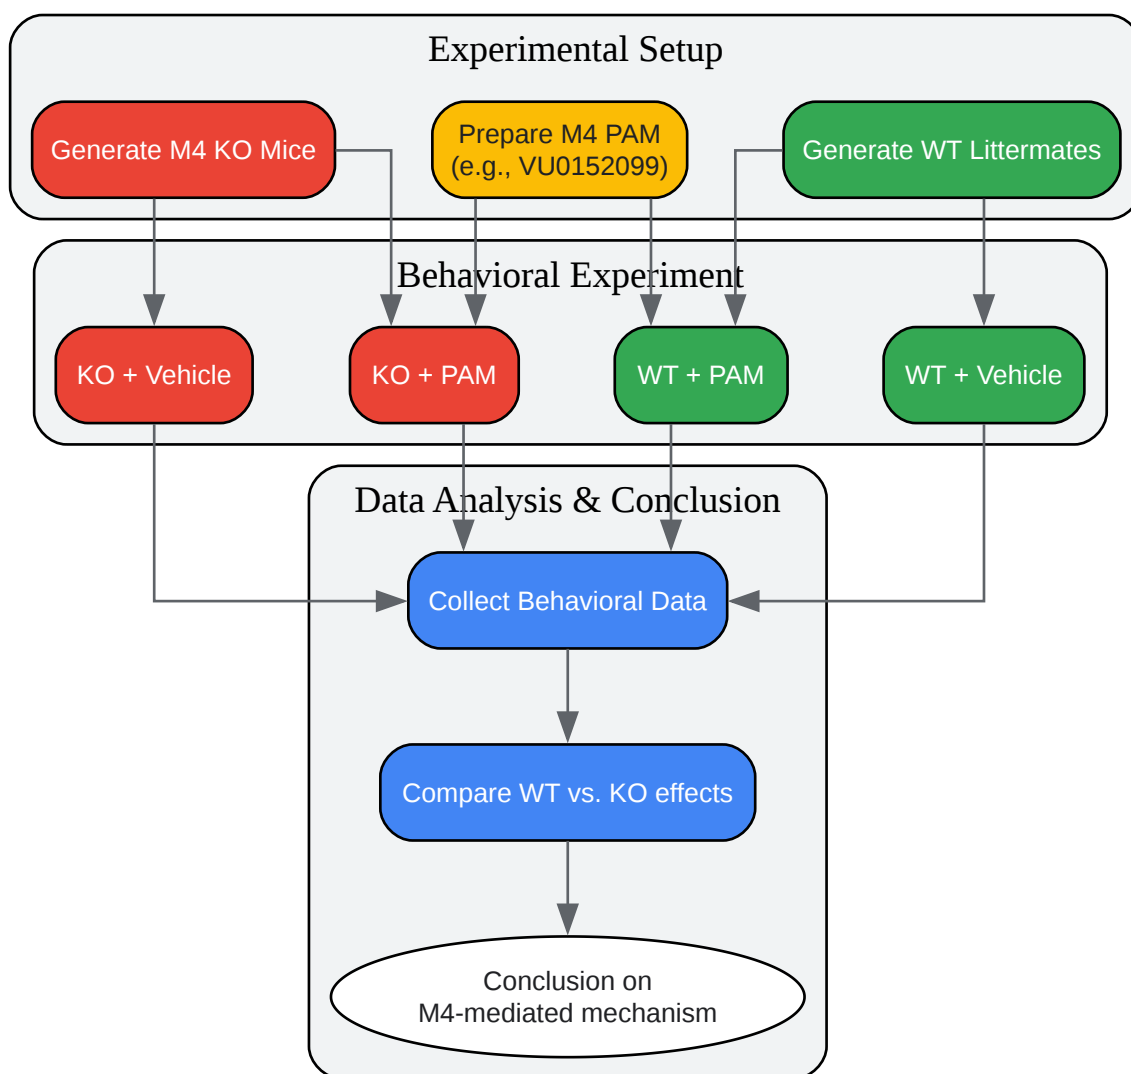 Experimental Setup
Generate M4 KO Mice
Prepare M4 PAM
(e.g., VU0152099)
Generate WT Littermates
Behavioral Experiment
KO + Vehicle
KO + PAM
WT + PAM
WT + Vehicle
Data Analysis & Conclusion
Collect Behavioral Data
Compare WT vs. KO effects
Conclusion on
M4-mediated mechanism